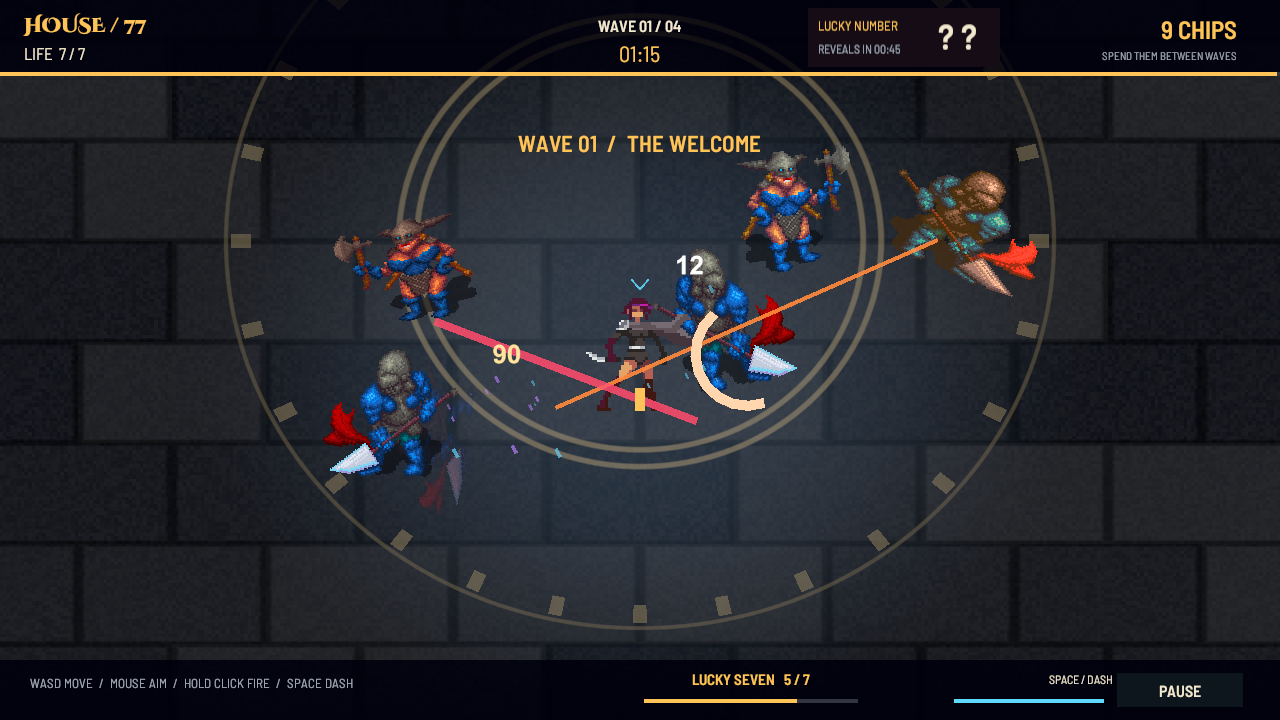 HOUSE / 77
LIFE 7 / 7
WAVE 01 / 04
01:15
LUCKY NUMBER
REVEALS IN 00:45
? ?
9 CHIPS
SPEND THEM BETWEEN WAVES
WAVE 01 / THE WELCOME
12
90
WASD MOVE / MOUSE AIM / HOLD CLICK FIRE / SPACE DASH
LUCKY SEVEN 5 / 7
SPACE / DASH
PAUSE